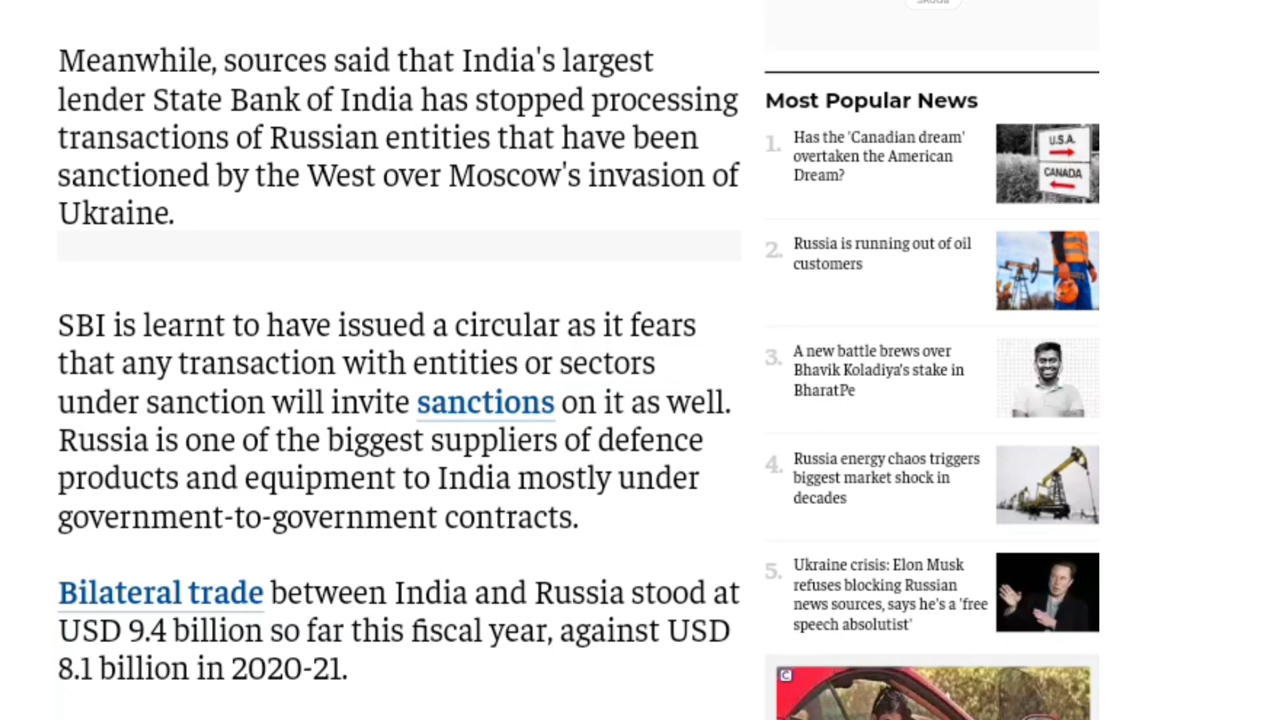 Meanwhile, sources said that India's largest
lender State Bank of India has stopped processing
transactions of Russian entities that have been
sanctioned by the West over Moscow's invasion of
Ukraine.
SBI is learnt to have issued a circular as it fears
that any transaction with entities or sectors
under sanction will invite sanctions on it as well.
Russia is one of the biggest suppliers of defence
products and equipment to India mostly under
government-to-government contracts.
Bilateral trade between India and Russia stood at
USD 9.4 billion so far this fiscal year, against USD
8.1 billion in 2020-21.
Most Popular News
1. Has the 'Canadian dream'
overtaken the American
Dream?
U.S.A.
CANADA
2. Russia is running out of oil
customers
3. A new battle brews over
Bhavik Koladiya's stake in
BharatPe
4. Russia energy chaos triggers
biggest market shock in
decades
5. Ukraine crisis: Elon Musk
refuses blocking Russian
news sources, says he's a 'free
speech absolutist'
C